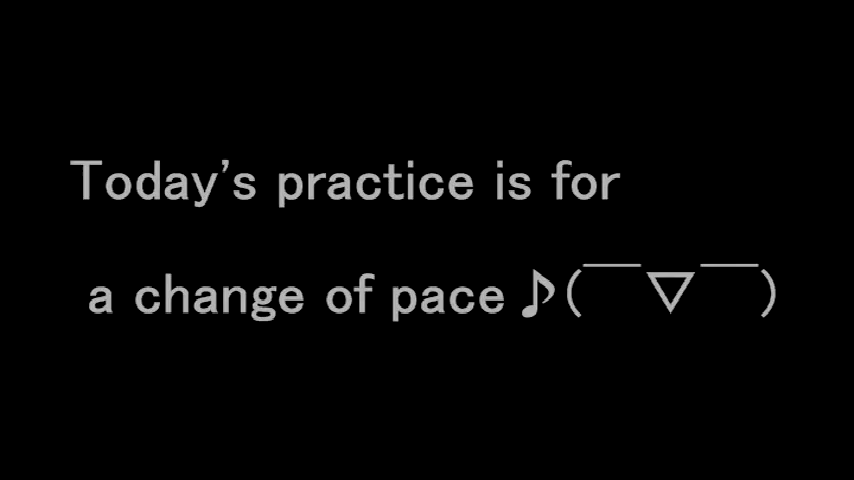 Today's practice is for
a change of pace♪(￣▽￣)